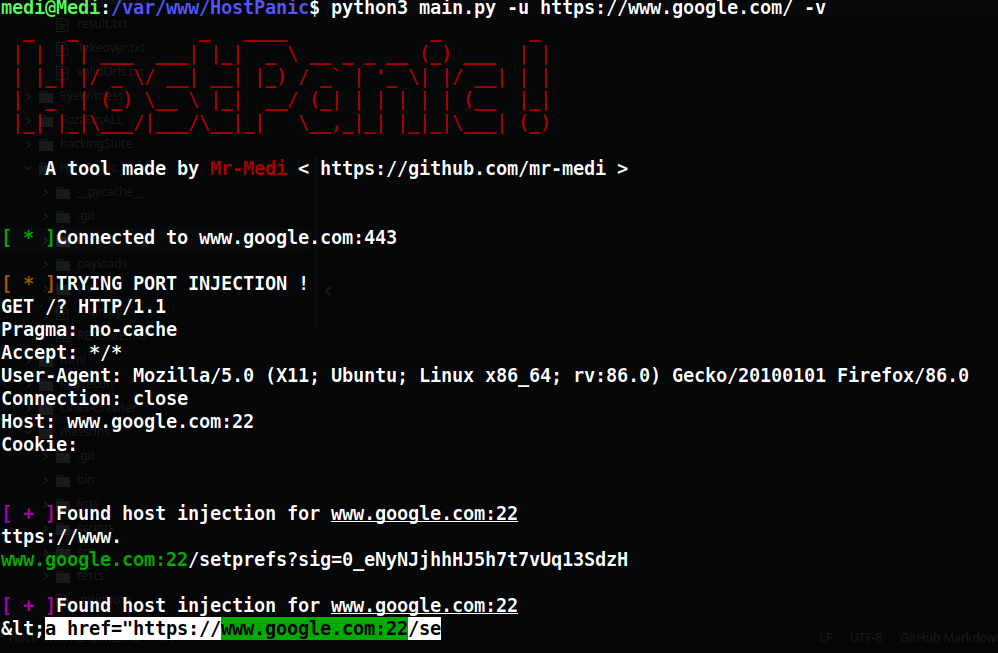 medi@Medi:/var/www/HostPanic$ python3 main.py -u https://www.google.com/ -v
result.txt
Takeover.txt
HostPanic!
hackingSuite
A tool made by Mr-Medi < https://github.com/mr-medi >
__pycache__
.git
[ * ]Connected to www.google.com:443
payloads
[ * ]TRYING PORT INJECTION !
GET /? HTTP/1.1
Pragma: no-cache
Accept: */*
User-Agent: Mozilla/5.0 (X11; Ubuntu; Linux x86_64; rv:86.0) Gecko/20100101 Firefox/86.0
Connection: close
Host: www.google.com:22
Cookie:
.git
bin
lists
[ + ]Found host injection for www.google.com:22
ttps://www.
www.google.com:22/setprefs?sig=0_eNyNJjhhHJ5h7t7vUq13SdzH
tests
[ + ]Found host injection for www.google.com:22
&lt;a href="https://www.google.com:22/se
LF UTF-8 GitHub Markdown